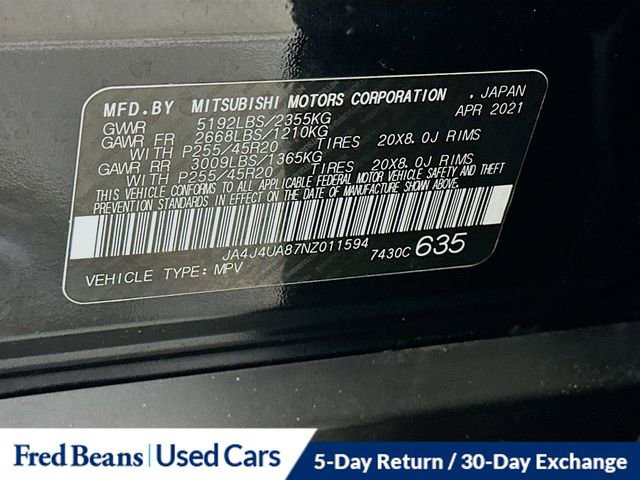 MFD.BY MITSUBISHI MOTORS CORPORATION , JAPAN
GVWR 5192LBS/2355KG APR 2021
GAWR FR 2668LBS/1210KG
WITH P255/45R20 TIRES 20X8.0J RIMS
GAWR RR 3009LBS/1365KG
WITH P255/45R20 TIRES 20X8.0J RIMS
THIS VEHICLE CONFORMS TO ALL APPLICABLE FEDERAL MOTOR VEHICLE SAFETY AND THEFT
PREVENTION STANDARDS IN EFFECT ON THE DATE OF MANUFACTURE SHOWN ABOVE.
JA4J4UA87NZ011594 7430C 635
VEHICLE TYPE: MPV
Fred Beans | Used Cars 5-Day Return / 30-Day Exchange